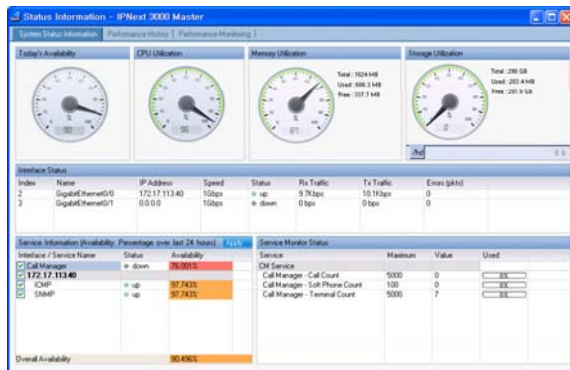 Status Information - IPNext 3000 Master
System Status Information Performance History Performance Monitoring
Today's Availability CPU Utilization Memory Utilization Storage Utilization
Total : 1024 MB
Used : 686.3 MB
Free : 337.7 MB
Total : 298 GB
Used :
Free :
/hd
Interface Status
Index Name IP Address Speed Status Rx Traffic Tx Traffic Errors (pkts)
2 GigabitEthernet0/0 172.17.113.40 1Gbps up 9.7Kbps 10.1Kbps 0
3 GigabitEthernet0/1 0.0.0.0 1Gbps down 0 bps 0 bps 0
Service Information (Availability: Persentage over last 24 hours) Apply
Interface / Service Name Status Availability
Call Manager down 76.001%
172.17.113.40
ICMP up 97.743%
SNMP up 97.743%
Overall Availability 90.496%
Service Monitor Status
Service Maximum Value Used
CM Service
Call Manager - Call Count 5000 0 0%
Call Manager - Soft Phone Count 100 0 0%
Call Manager - Terminal Count 5000 7 0%